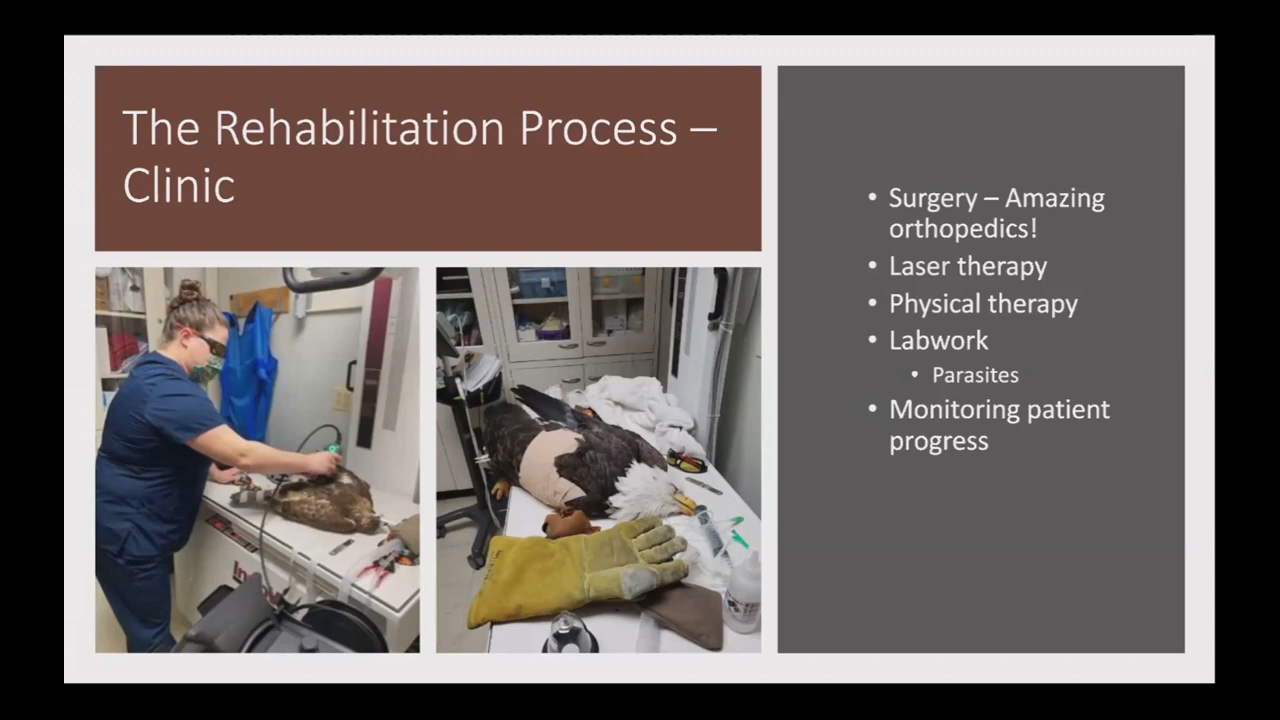 The Rehabilitation Process –
Clinic
• Surgery – Amazing
orthopedics!
• Laser therapy
• Physical therapy
• Labwork
• Parasites
• Monitoring patient
progress